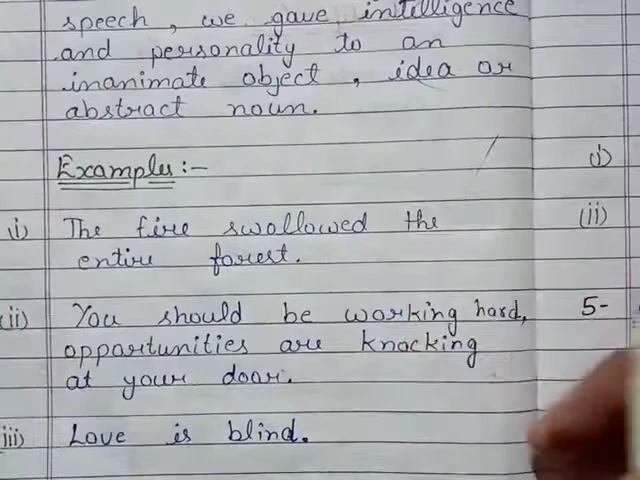 speech, we gave intelligence
and personality to an
inanimate object, idea or
abstract noun.
Examples:-
(i)
i) The fire swallowed the
(ii)
entire forest.
ii) You should be working hard,
5-
opportunities are knocking
at your door.
iii) Love is blind.